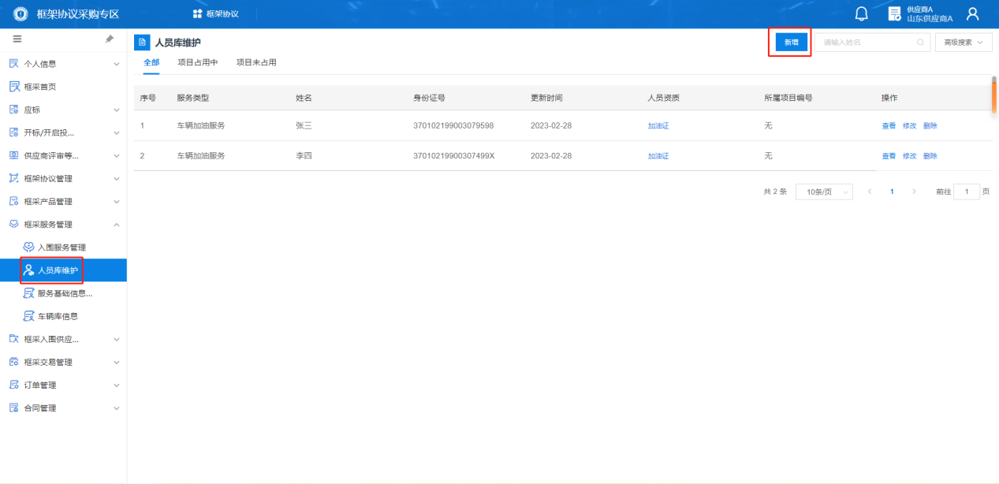 框架协议采购专区
框架协议
供应商A
山东供应商A
个人信息
框采首页
应标
开标/开启投...
供应商评审等...
框架协议管理
框采产品管理
框采服务管理
入围服务管理
人员库维护
服务基础信息...
车辆库信息
框采入围供应...
框采交易管理
订单管理
合同管理
人员库维护
新增 请输入姓名 高级搜索
全部 项目占用中 项目未占用
序号 服务类型 姓名 身份证号 更新时间 人员资质 所属项目编号 操作
1 车辆加油服务 张三 370102199003079598 2023-02-28 加油证 无 查看 修改 删除
2 车辆加油服务 李四 37010219900307499X 2023-02-28 加油证 无 查看 修改 删除
共 2 条 10条/页 1 前往 1 页